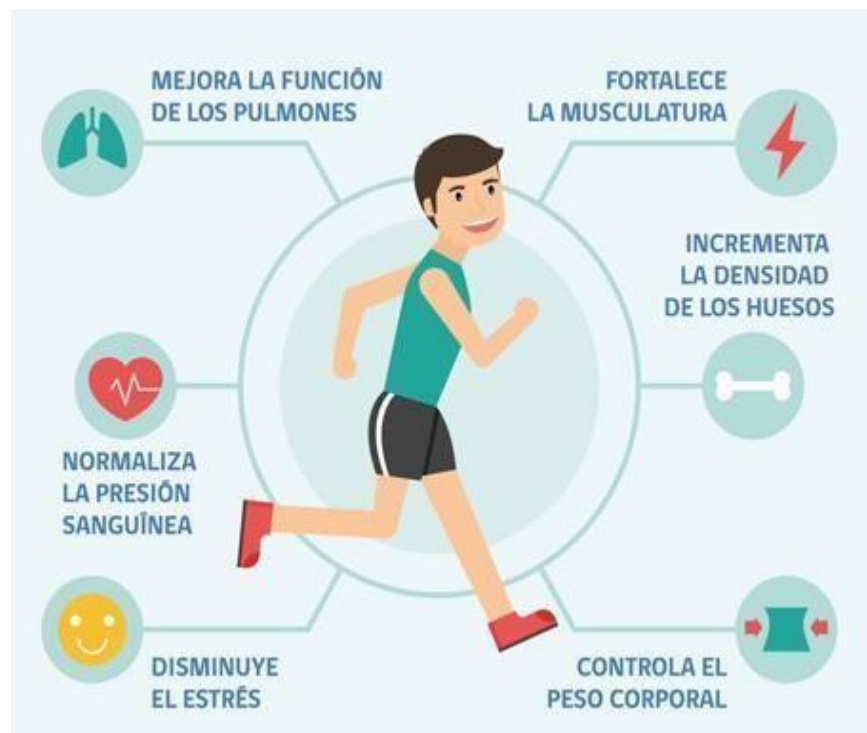 MEJORA LA FUNCIÓN
DE LOS PULMONES
FORTALECE
LA MUSCULATURA
INCREMENTA
LA DENSIDAD
DE LOS HUESOS
NORMALIZA
LA PRESIÓN
SANGUÍNEA
DISMINUYE
EL ESTRÉS
CONTROLA EL
PESO CORPORAL